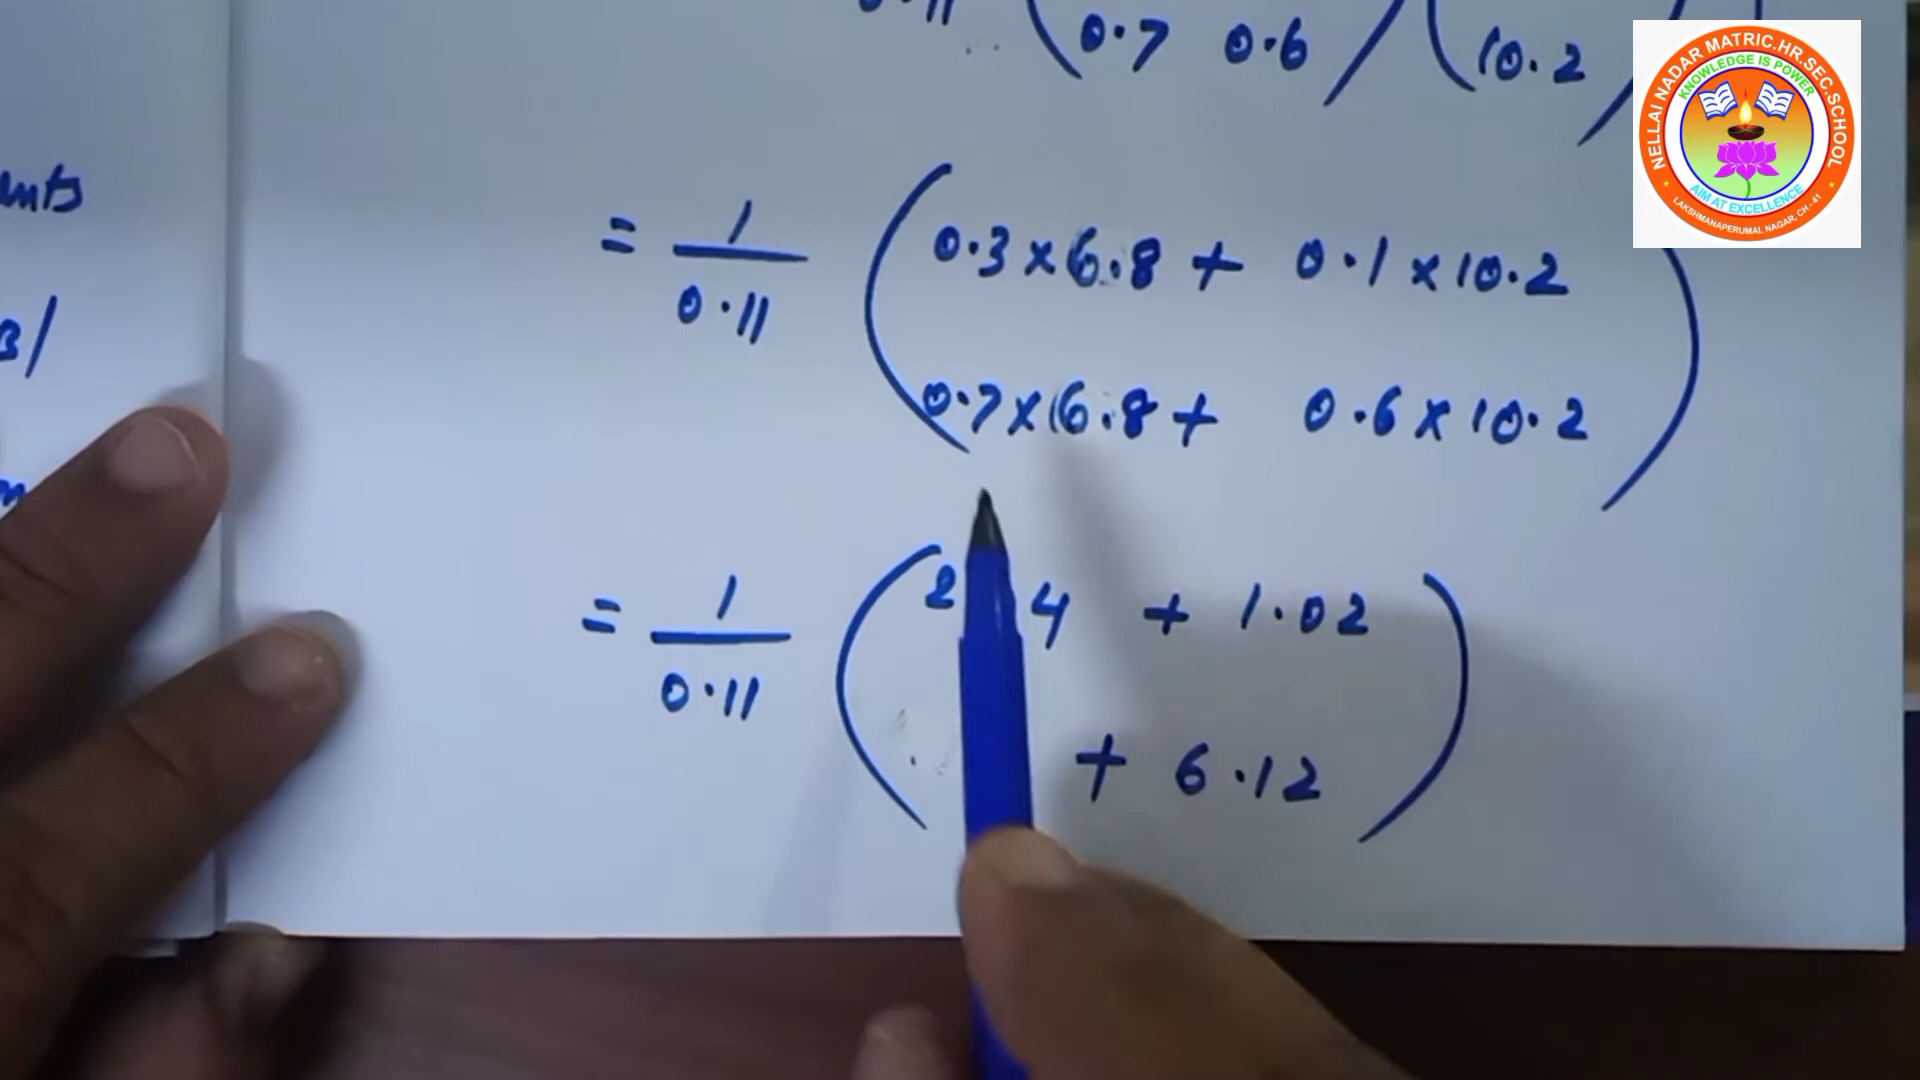 0.7 0.6 10.2
= 1/0.11 ( 0.3 × 6.8 + 0.1 × 10.2
0.7 × 6.8 + 0.6 × 10.2 )
= 1/0.11 ( 2 4 + 1.02
+ 6.12 )
NELLAI NADAR MATRIC.HR.SEC.SCHOOL
KNOWLEDGE IS POWER
AIM AT EXCELLENCE
LAKSHMANAPERUMAL NAGAR, CH - 41